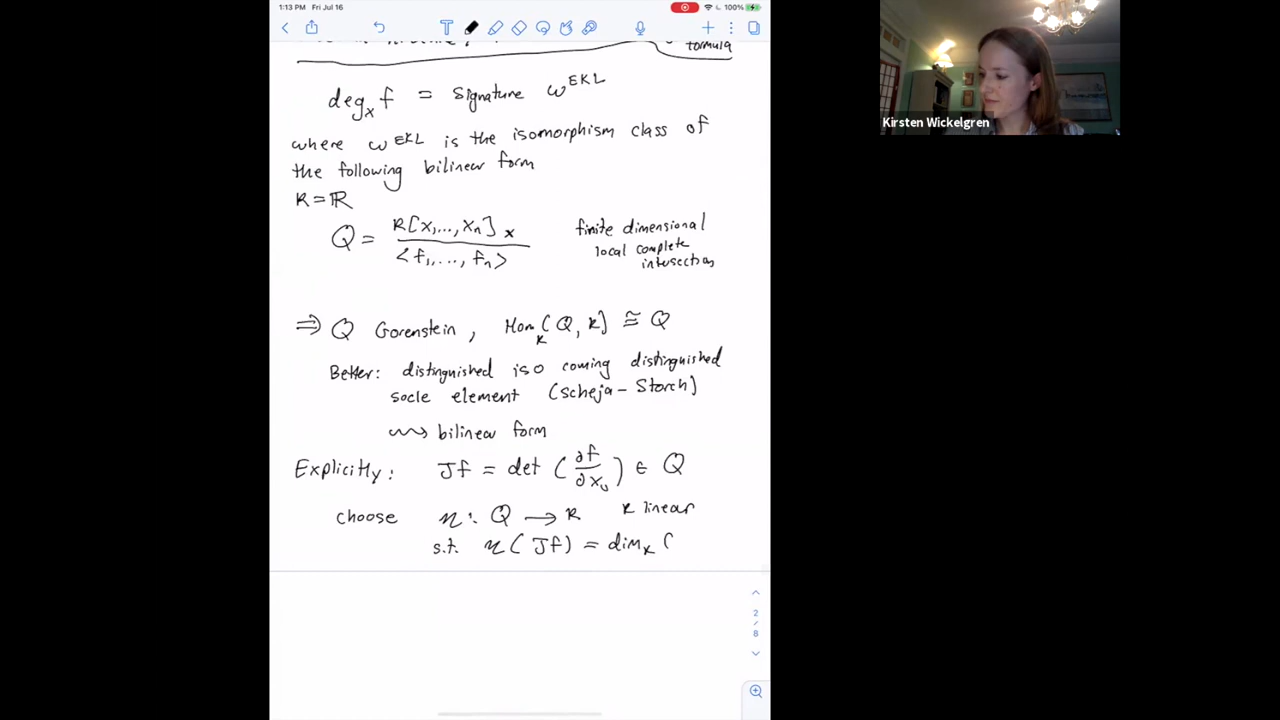 1:13 PM Fri Jul 16
100%
formula
deg_x f = signature ω^EKL
where ω^EKL is the isomorphism class of
the following bilinear form
k = ℝ
Q = k[x_1,..., x_n]_x / <f_1,..., f_n>
finite dimensional
local complete
intersection
⇒ Q Gorenstein, Hom_k(Q, k) ≅ Q
Better: distinguished iso coming distinguished
socle element (Scheja-Storch)
⇝ bilinear form
Explicitly: Jf = det (∂f/∂x_j) ∈ Q
choose η: Q → k k linear
s.t. η(Jf) = dim_k (
2
/
8
Kirsten Wickelgren